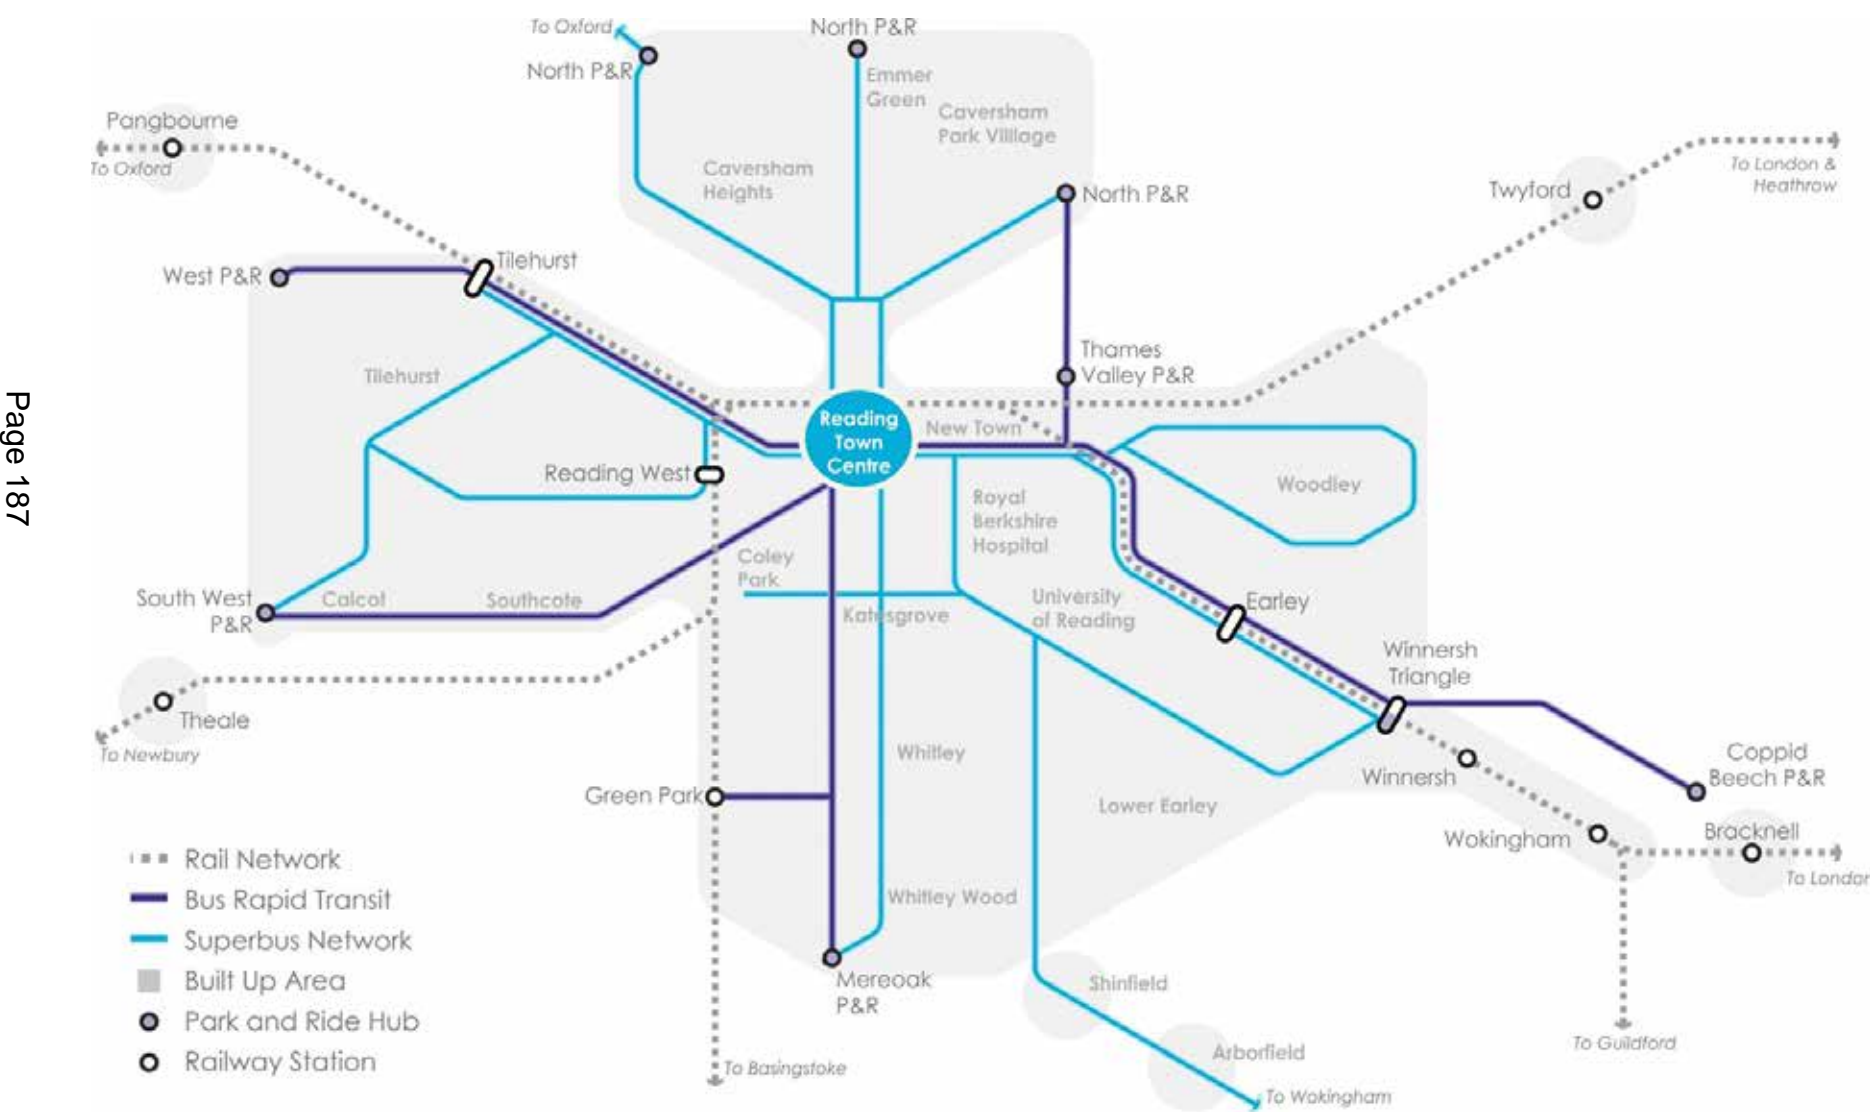 Page 187
To Oxford
North P&R
North P&R
Emmer
Green
Caversham
Park Villlage
Caversham
Heights
North P&R
Pangbourne
To Oxford
To London &
Heathrow
Twyford
West P&R
Tilehurst
Tilehurst
Thames
Valley P&R
Reading
Town
Centre
New Town
Reading West
Royal
Berkshire
Hospital
Woodley
Coley
Park
South West
P&R
Calcot
Southcote
Katesgrove
University
of Reading
Earley
Winnersh
Triangle
Theale
To Newbury
Whitley
Winnersh
Coppid
Beech P&R
Green Park
Lower Earley
Wokingham
Bracknell
To London
Whitley Wood
Mereoak
P&R
Shinfield
Arborfield
To Guildford
To Basingstoke
To Wokingham
Rail Network
Bus Rapid Transit
Superbus Network
Built Up Area
Park and Ride Hub
Railway Station